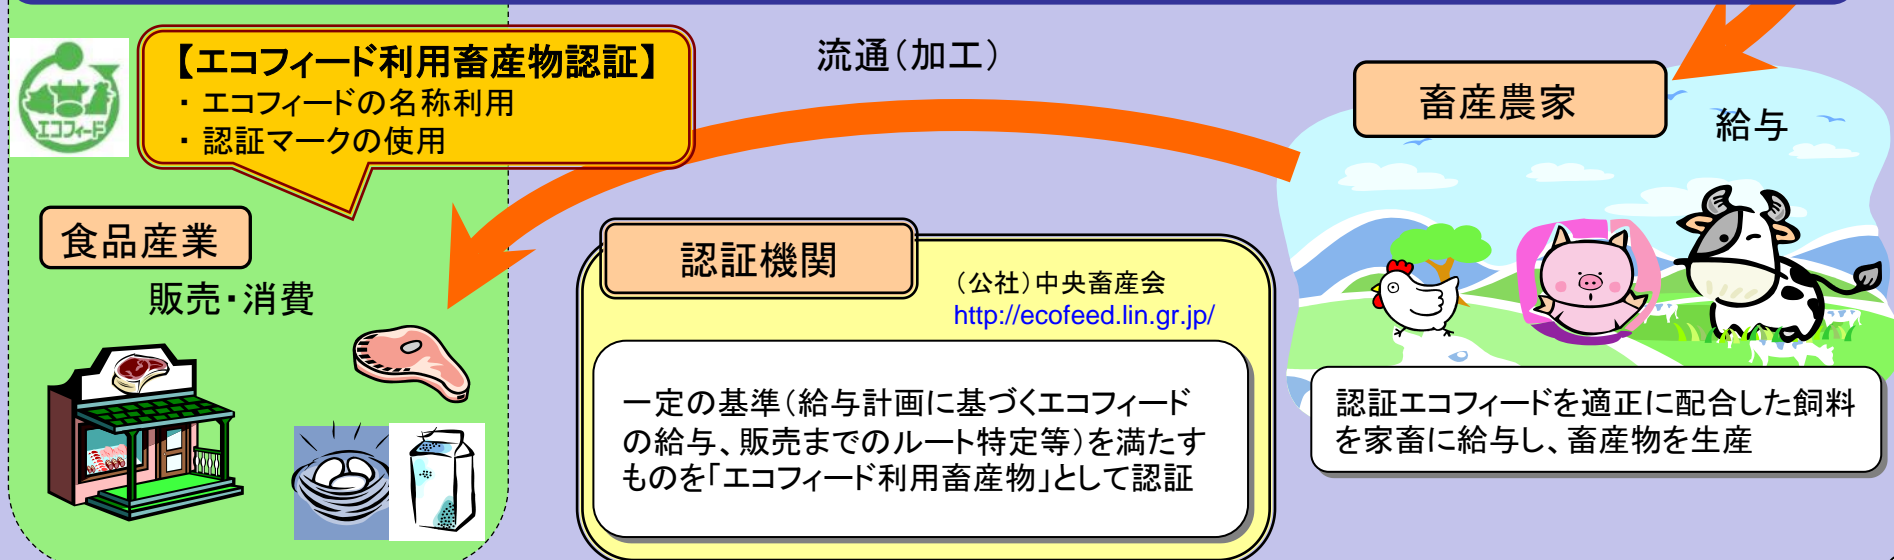 【エコフィード利用畜産物認証】
・ エコフィードの名称利用
・ 認証マークの使用
エコフィード
流通（加工）
畜産農家
給与
食品産業
販売・消費
認証機関
（公社）中央畜産会
http://ecofeed.lin.gr.jp/
一定の基準（給与計画に基づくエコフィード
の給与、販売までのルート特定等）を満たす
ものを「エコフィード利用畜産物」として認証
認証エコフィードを適正に配合した飼料
を家畜に給与し、畜産物を生産